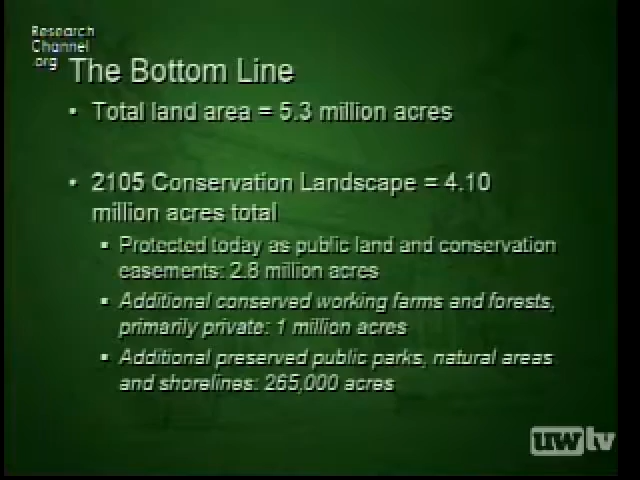 Research
Channel
.org
The Bottom Line
• Total land area = 5.3 million acres
• 2105 Conservation Landscape = 4.10
million acres total
▪ Protected today as public land and conservation
easements: 2.8 million acres
▪ Additional conserved working farms and forests,
primarily private: 1 million acres
▪ Additional preserved public parks, natural areas
and shorelines: 265,000 acres
uwtv